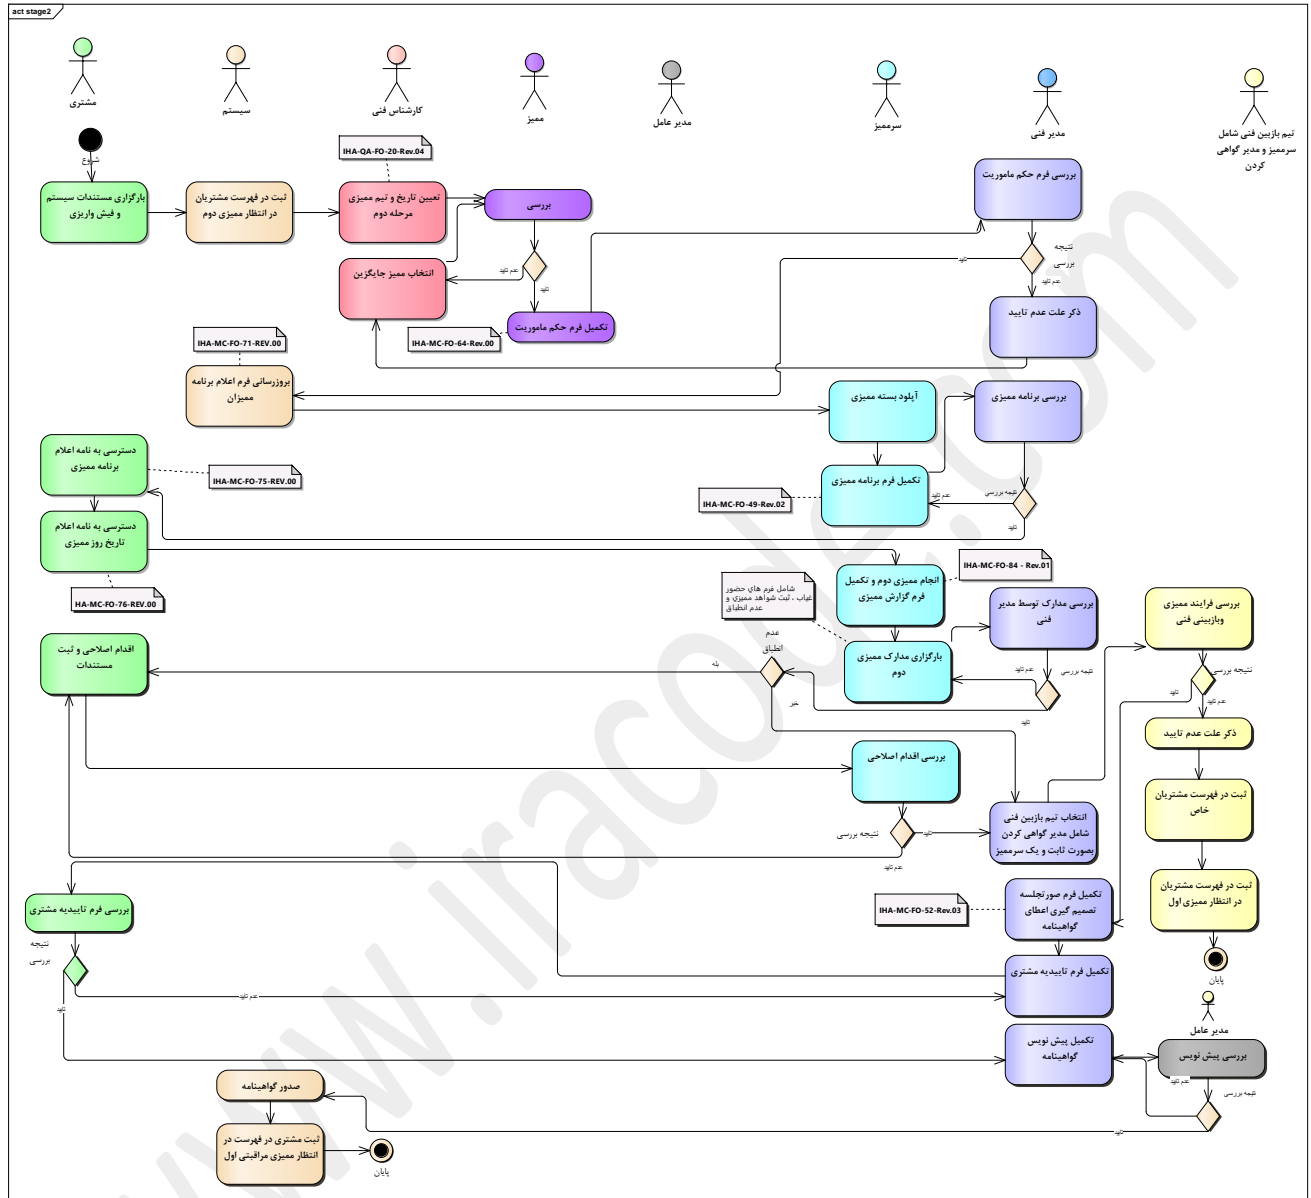 act stage2
مشتری
سیستم
کارشناس فنی
ممیز
مدیر عامل
سرممیز
مدیر فنی
تیم بازبین فنی شامل
سرممیز و مدیر گواهی
کردن
شروع
IHA-QA-FO-20-Rev.04
بارگزاری مستندات سیستم
و فیش واریزی
ثبت در فهرست مشتریان
در انتظار ممیزی دوم
تعیین تاریخ و تیم ممیزی
مرحله دوم
بررسی
بررسی فرم حکم ماموریت
نتیجه
بررسی
تایید
عدم تایید
انتخاب ممیز جایگزین
عدم تایید
تایید
تکمیل فرم حکم ماموریت
IHA-MC-FO-64-Rev.00
ذکر علت عدم تایید
IHA-MC-FO-71-REV.00
بروزرسانی فرم اعلام برنامه
ممیزان
آپلود بسته ممیزی
بررسی برنامه ممیزی
دسترسی به نامه اعلام
برنامه ممیزی
IHA-MC-FO-75-REV.00
تکمیل فرم برنامه ممیزی
IHA-MC-FO-49-Rev.02
نتیجه بررسی
عدم تایید
تایید
دسترسی به نامه اعلام
تاریخ روز ممیزی
HA-MC-FO-76-REV.00
IHA-MC-FO-84 - Rev.01
انجام ممیزی دوم و تکمیل
فرم گزارش ممیزی
شامل فرم هاي حضور
غياب ، ثبت شواهد مميزي و
عدم انطباق
بررسی مدارک توسط مدیر
فنی
بررسی فرایند ممیزی
وبازبینی فنی
اقدام اصلاحی و ثبت
مستندات
عدم
انطباق
بله
خیر
بارگزاری مدارک ممیزی
دوم
نتیجه بررسی
عدم تایید
تایید
نتیجه بررسی
تایید
عدم تایید
ذکر علت عدم تایید
بررسی اقدام اصلاحی
ثبت در فهرست مشتریان
خاص
نتیجه بررسی
تایید
عدم تایید
انتخاب تیم بازبین فنی
شامل مدیر گواهی کردن
بصورت ثابت و یک سرممیز
ثبت در فهرست مشتریان
در انتظار ممیزی اول
تکمیل فرم صورتجلسه
تصمیم گیری اعطای
گواهینامه
IHA-MC-FO-52-Rev.03
بررسی فرم تاییدیه مشتری
نتیجه
بررسی
عدم تایید
تایید
تکمیل فرم تاییدیه مشتری
پایان
مدیر عامل
تکمیل پیش نویس
گواهینامه
بررسی پیش نویس
عدم تایید
نتیجه بررسی
تایید
صدور گواهینامه
ثبت مشتری در فهرست در
انتظار ممیزی مراقبتی اول
پایان
www.iracode.com